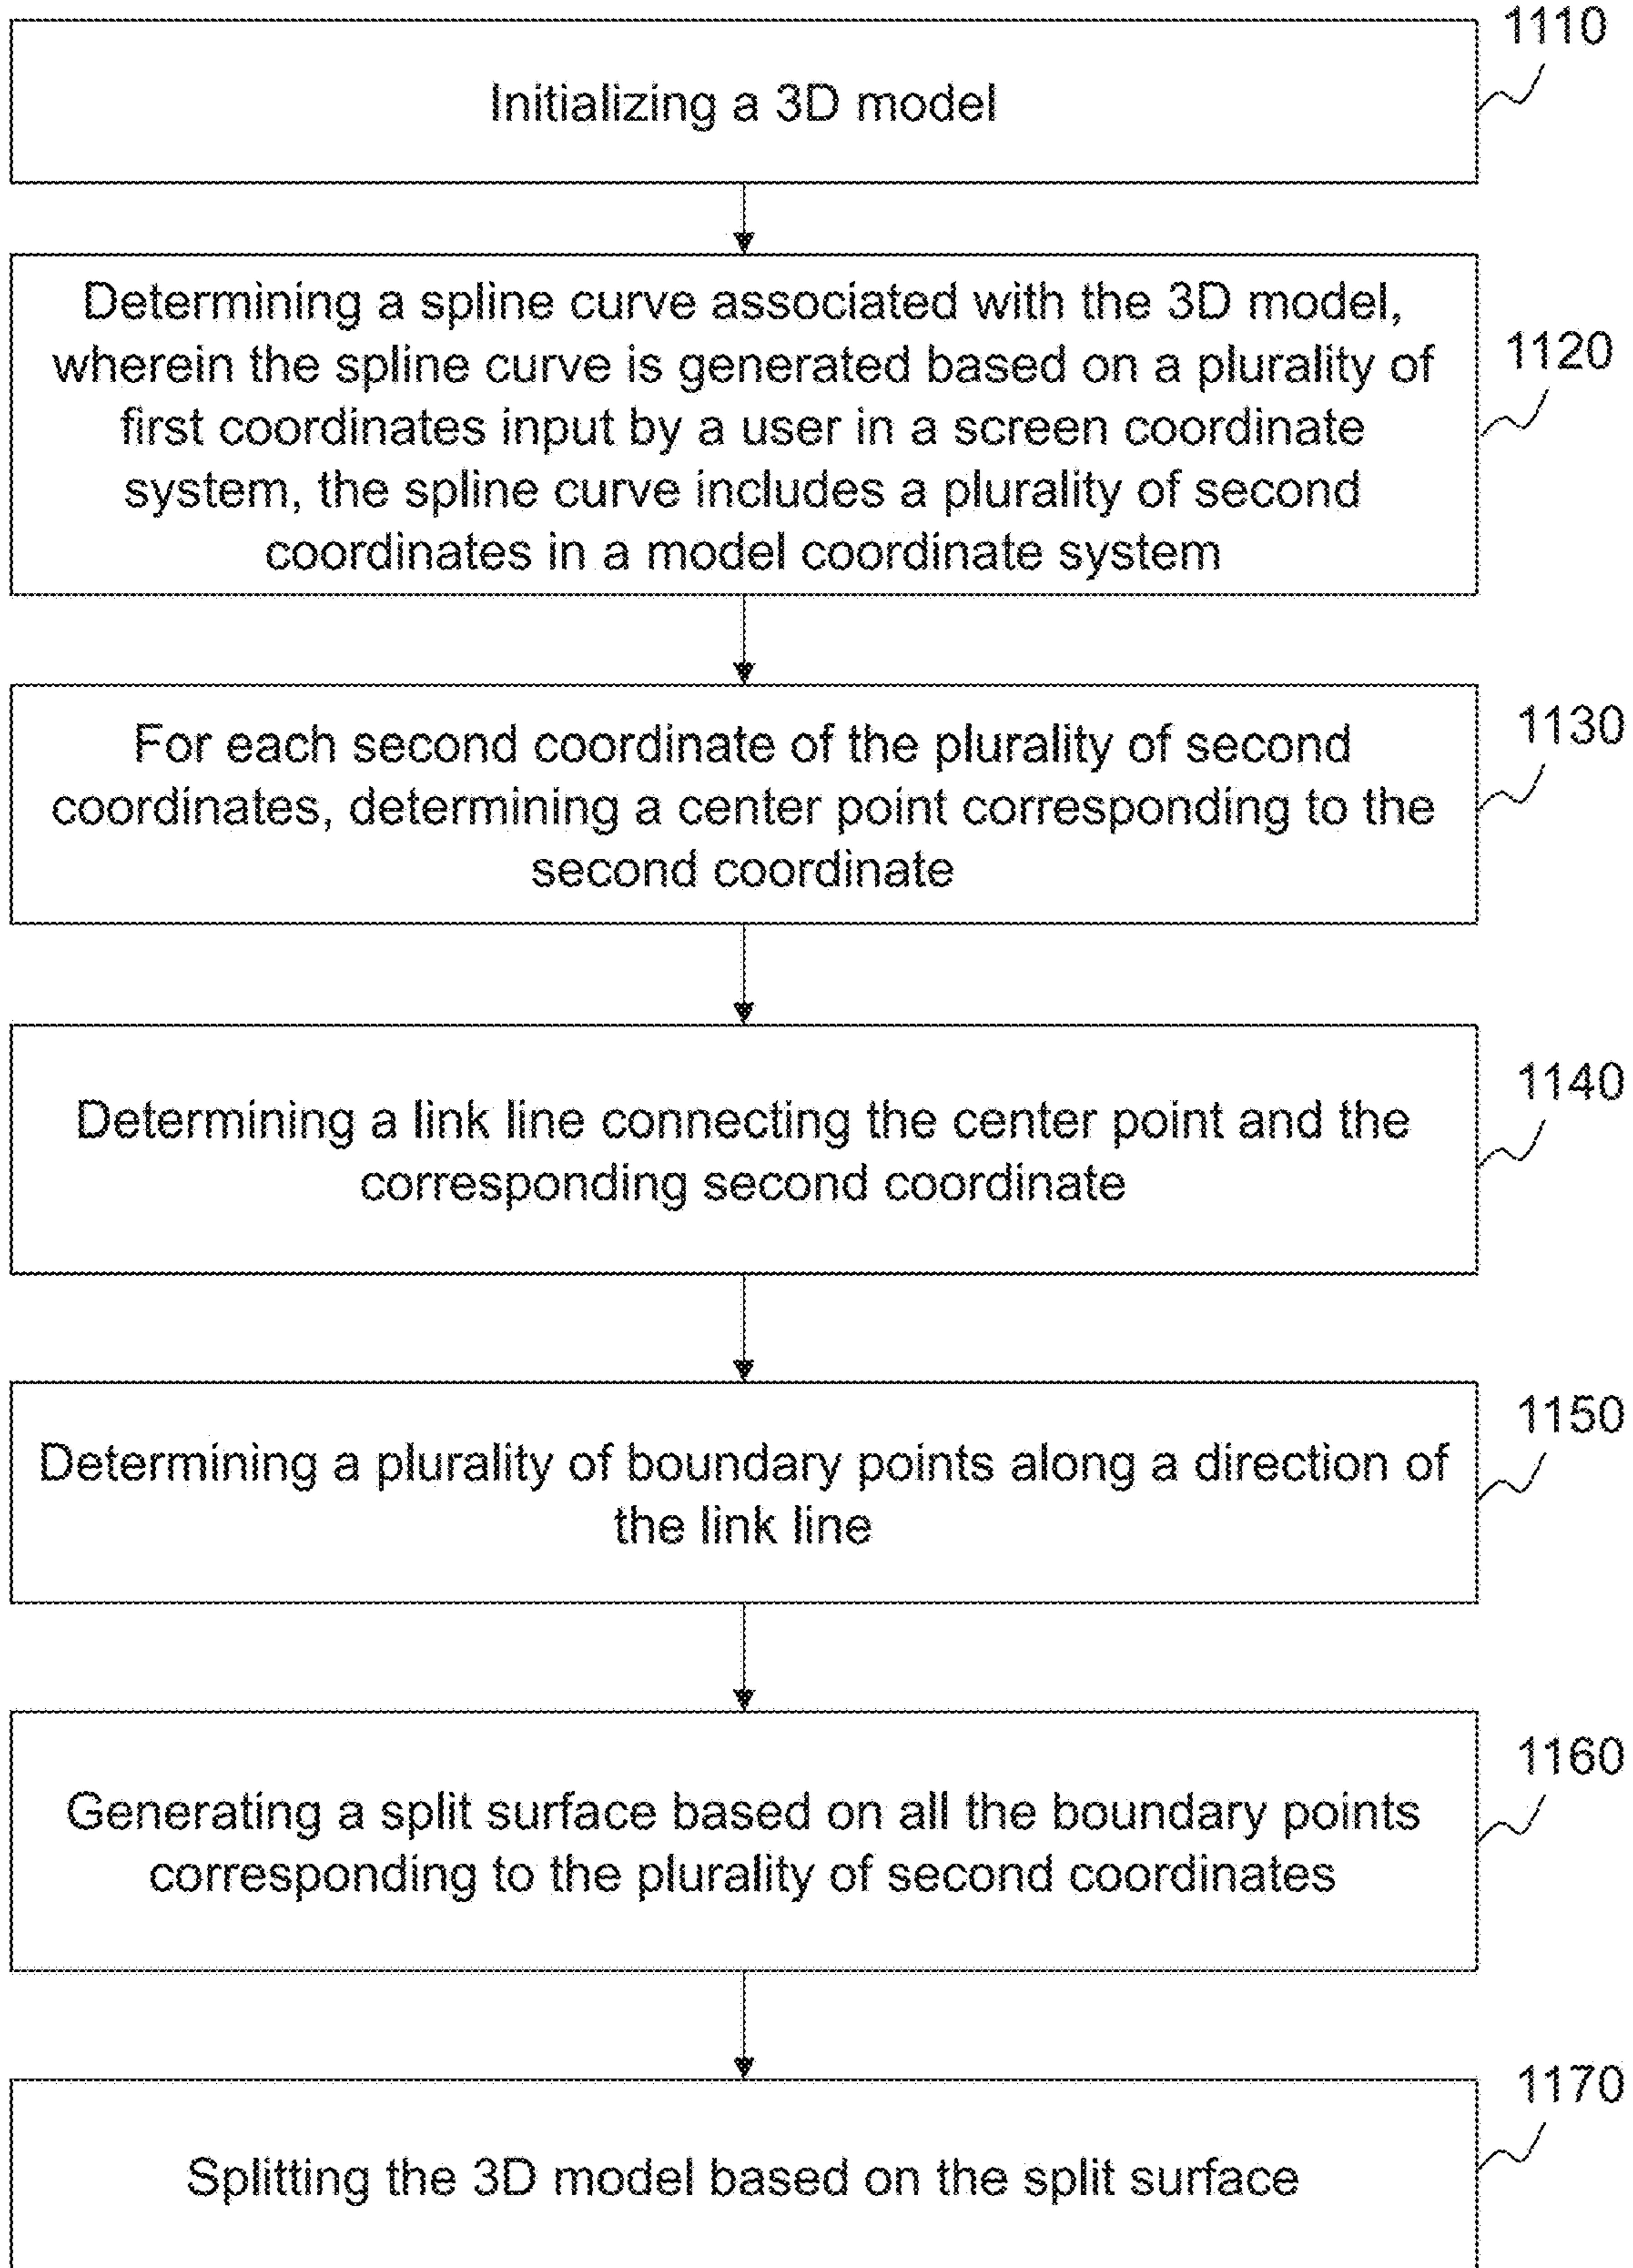 1110
Initializing a 3D model
Determining a spline curve associated with the 3D model,
wherein the spline curve is generated based on a plurality of
first coordinates input by a user in a screen coordinate
system, the spline curve includes a plurality of second
coordinates in a model coordinate system
1120
For each second coordinate of the plurality of second
coordinates, determining a center point corresponding to the
second coordinate
1130
Determining a link line connecting the center point and the
corresponding second coordinate
1140
Determining a plurality of boundary points along a direction of
the link line
1150
Generating a split surface based on all the boundary points
corresponding to the plurality of second coordinates
1160
Splitting the 3D model based on the split surface
1170